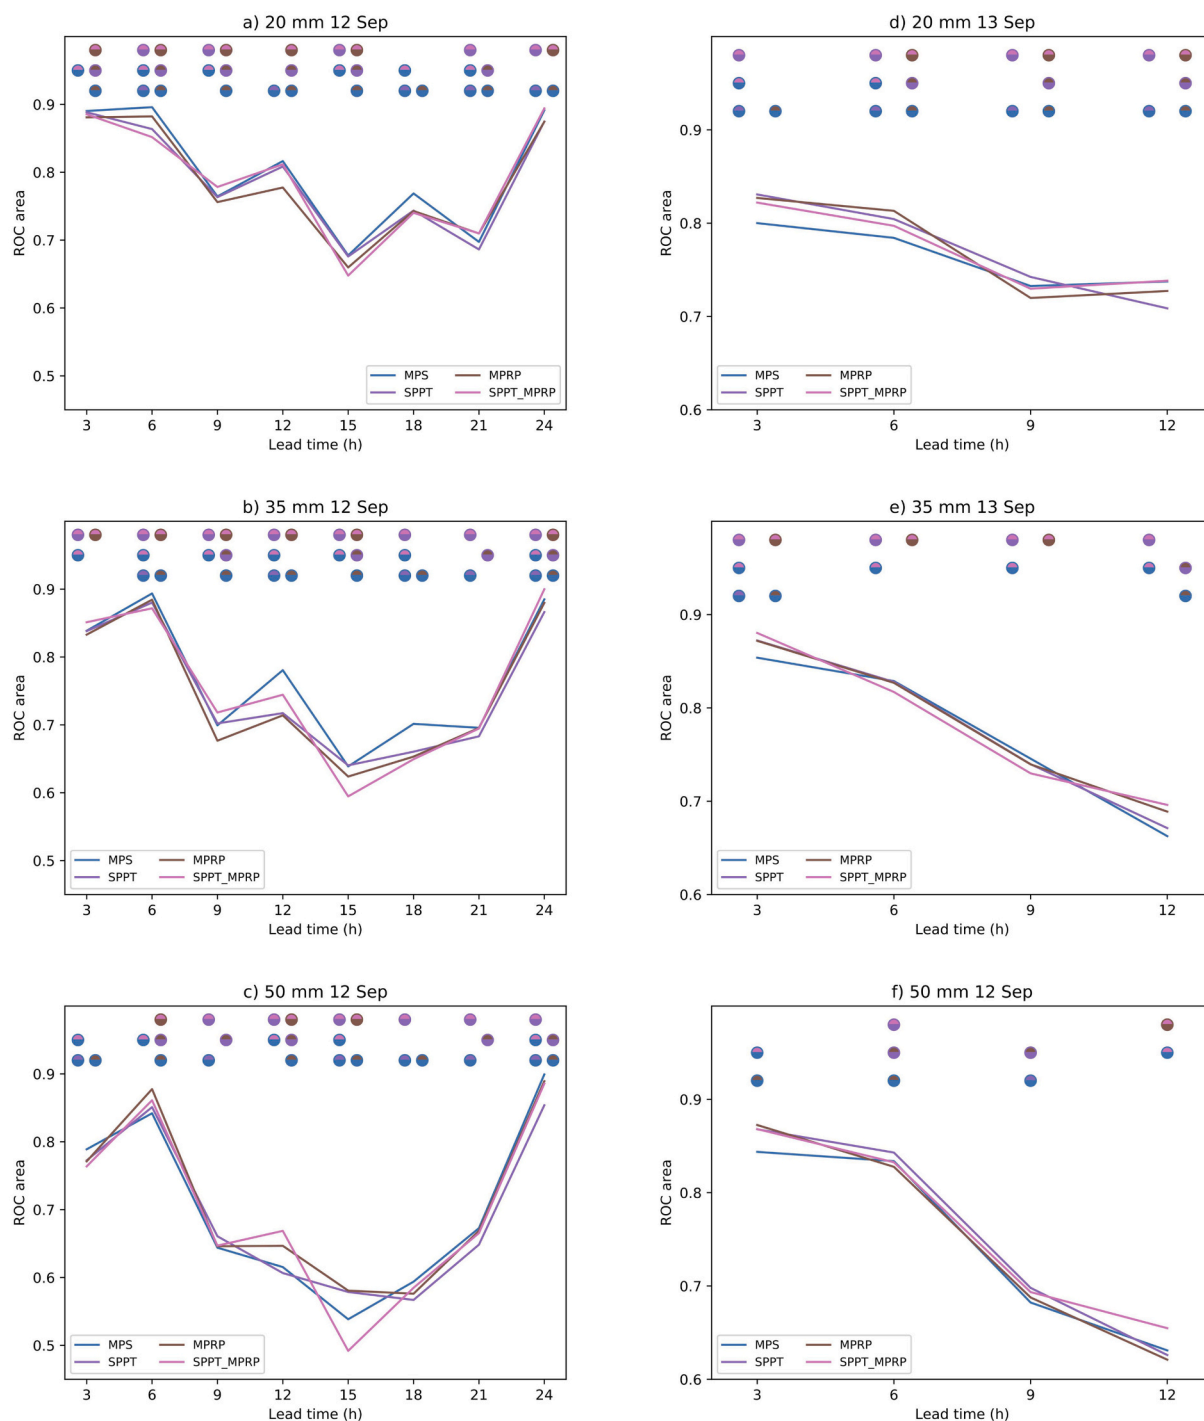 a) 20 mm 12 Sep
ROC area
0.9
0.8
0.7
0.6
0.5
MPS MPRP
SPPT SPPT_MPRP
3 6 9 12 15 18 21 24
Lead time (h)
d) 20 mm 13 Sep
ROC area
0.9
0.8
0.7
0.6
MPS MPRP
SPPT SPPT_MPRP
3 6 9 12
Lead time (h)
b) 35 mm 12 Sep
ROC area
0.9
0.8
0.7
0.6
0.5
MPS MPRP
SPPT SPPT_MPRP
3 6 9 12 15 18 21 24
Lead time (h)
e) 35 mm 13 Sep
ROC area
0.9
0.8
0.7
0.6
MPS MPRP
SPPT SPPT_MPRP
3 6 9 12
Lead time (h)
c) 50 mm 12 Sep
ROC area
0.9
0.8
0.7
0.6
0.5
MPS MPRP
SPPT SPPT_MPRP
3 6 9 12 15 18 21 24
Lead time (h)
f) 50 mm 12 Sep
ROC area
0.9
0.8
0.7
0.6
MPS MPRP
SPPT SPPT_MPRP
3 6 9 12
Lead time (h)